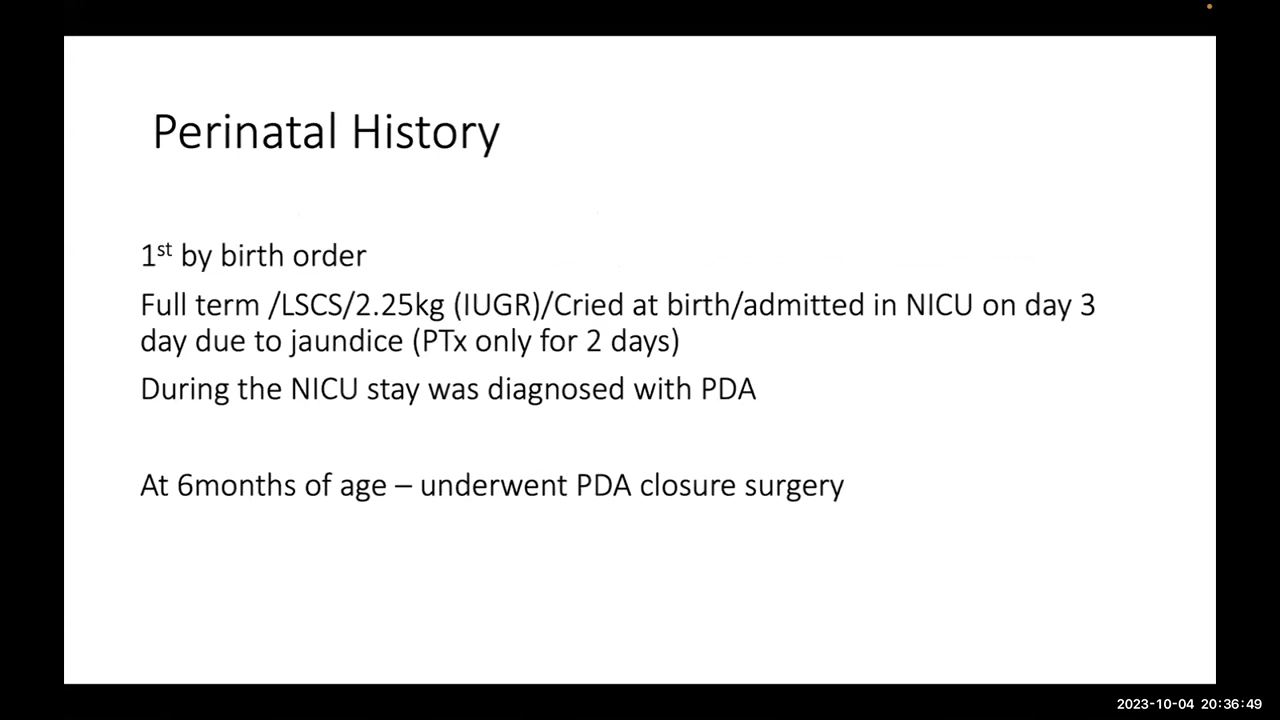 Perinatal History
1st by birth order
Full term /LSCS/2.25kg (IUGR)/Cried at birth/admitted in NICU on day 3
day due to jaundice (PTx only for 2 days)
During the NICU stay was diagnosed with PDA
At 6months of age – underwent PDA closure surgery
2023-10-04 20:36:49